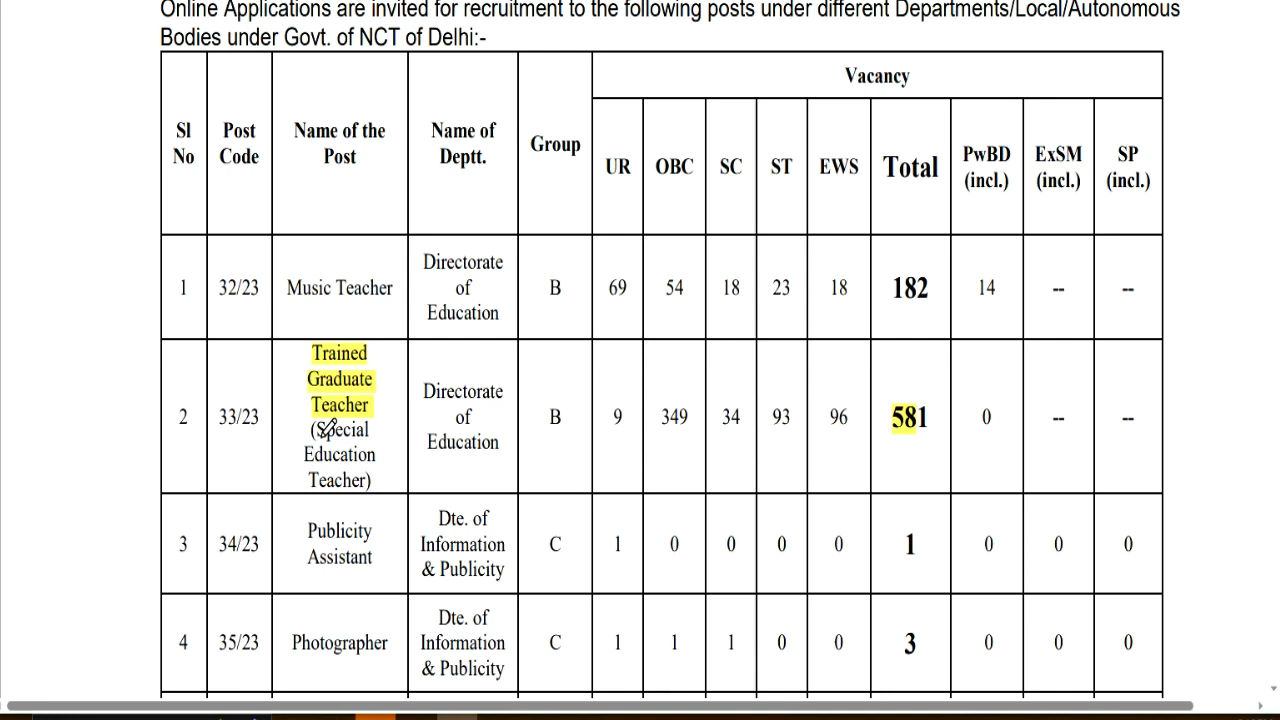 Online Applications are invited for recruitment to the following posts under different Departments/Local/Autonomous
Bodies under Govt. of NCT of Delhi:-
Sl No | Post Code | Name of the Post | Name of Deptt. | Group | Vacancy
UR | OBC | SC | ST | EWS | Total | PwBD (incl.) | ExSM (incl.) | SP (incl.)
1 | 32/23 | Music Teacher | Directorate of Education | B | 69 | 54 | 18 | 23 | 18 | 182 | 14 | -- | --
2 | 33/23 | Trained Graduate Teacher (Special Education Teacher) | Directorate of Education | B | 9 | 349 | 34 | 93 | 96 | 581 | 0 | -- | --
3 | 34/23 | Publicity Assistant | Dte. of Information & Publicity | C | 1 | 0 | 0 | 0 | 0 | 1 | 0 | 0 | 0
4 | 35/23 | Photographer | Dte. of Information & Publicity | C | 1 | 1 | 1 | 0 | 0 | 3 | 0 | 0 | 0